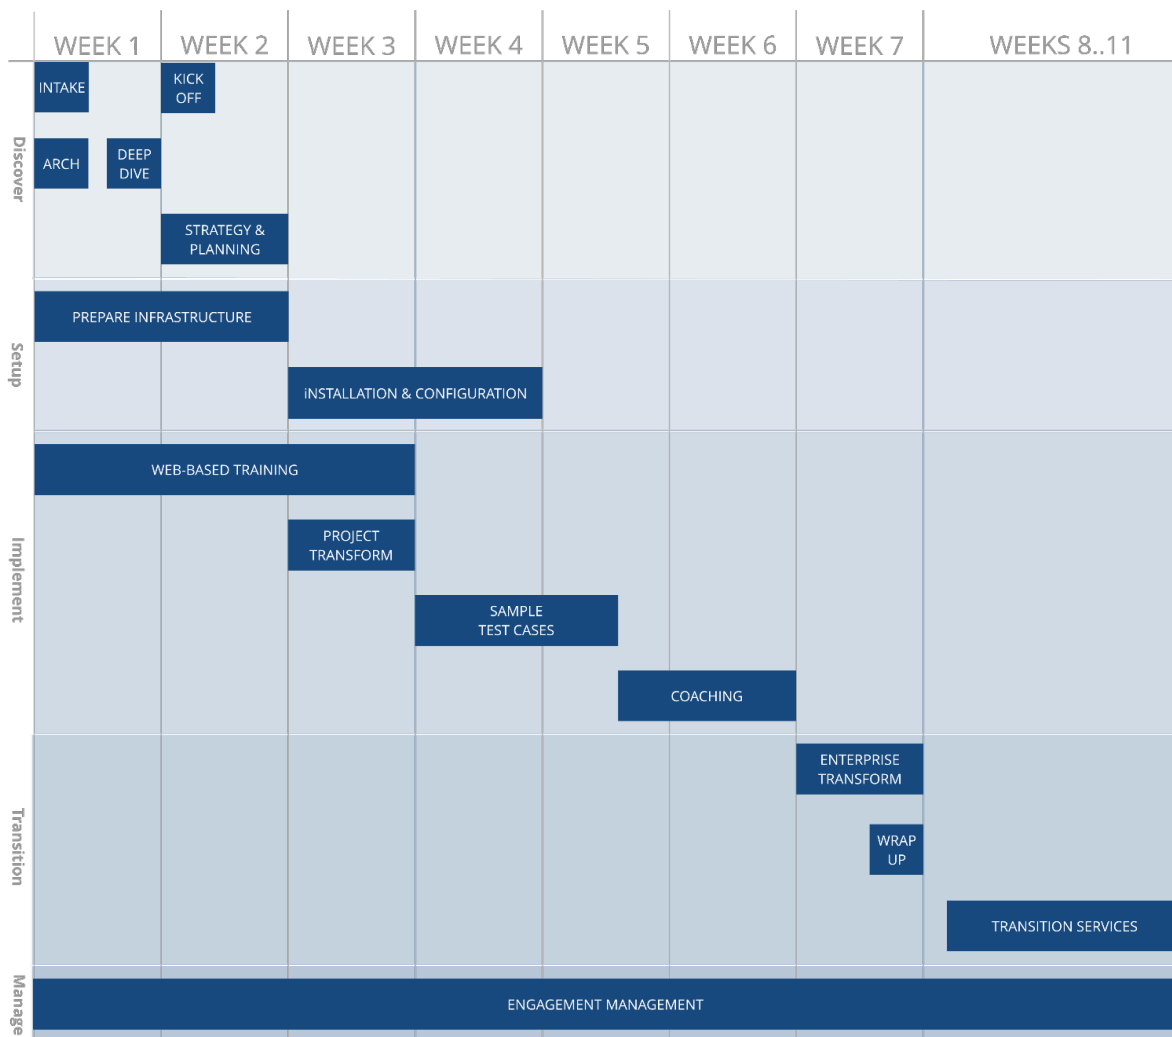 WEEK 1
WEEK 2
WEEK 3
WEEK 4
WEEK 5
WEEK 6
WEEK 7
WEEKS 8..11
Discover
INTAKE
KICK
OFF
ARCH
DEEP
DIVE
STRATEGY &
PLANNING
Setup
PREPARE INFRASTRUCTURE
iNSTALLATION & CONFIGURATION
Implement
WEB-BASED TRAINING
PROJECT
TRANSFORM
SAMPLE
TEST CASES
COACHING
Transition
ENTERPRISE
TRANSFORM
WRAP
UP
TRANSITION SERVICES
Manage
ENGAGEMENT MANAGEMENT